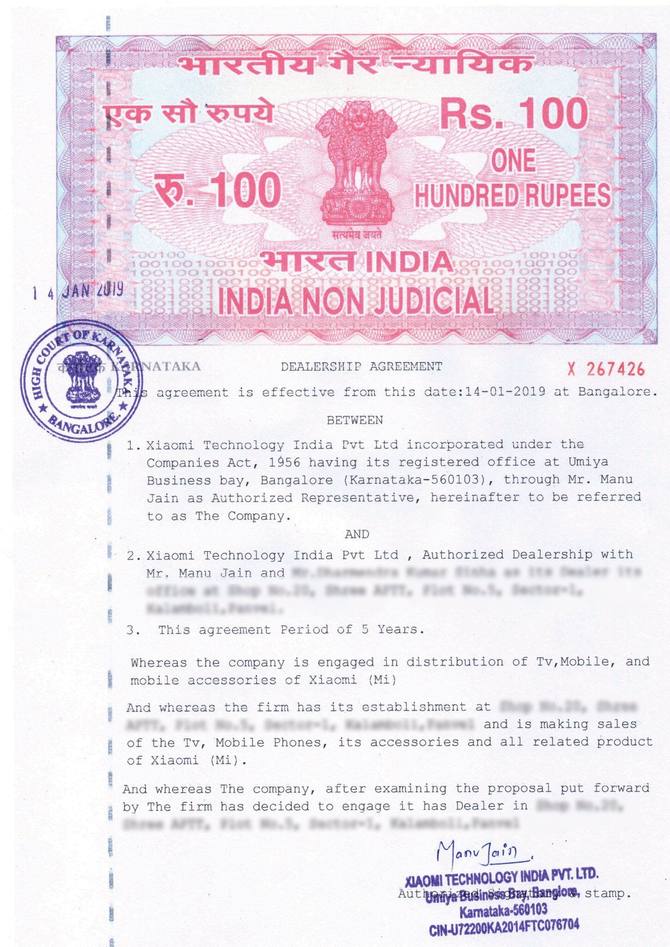 भारतीय गैर न्यायिक
एक सौ रुपये
Rs. 100
रु. 100
ONE
HUNDRED RUPEES
सत्यमेव जयते
भारत INDIA
INDIA NON JUDICIAL
14 JAN 2019
HIGH COURT OF KARNATAKA
BANGALORE.
KARNATAKA
DEALERSHIP AGREEMENT
X 267426
This agreement is effective from this date:14-01-2019 at Bangalore.
BETWEEN
1. Xiaomi Technology India Pvt Ltd incorporated under the
Companies Act, 1956 having its registered office at Umiya
Business bay, Bangalore (Karnataka-560103), through Mr. Manu
Jain as Authorized Representative, hereinafter to be referred
to as The Company.
AND
2. Xiaomi Technology India Pvt Ltd , Authorized Dealership with
Mr. Manu Jain and
3. This agreement Period of 5 Years.
Whereas the company is engaged in distribution of Tv,Mobile, and
mobile accessories of Xiaomi (Mi)
And whereas the firm has its establishment at
and is making sales
of the Tv, Mobile Phones, its accessories and all related product
of Xiaomi (Mi).
And whereas The company, after examining the proposal put forward
by The firm has decided to engage it has Dealer in
Manu Jain
XIAOMI TECHNOLOGY INDIA PVT. LTD.
Umiya Business Bay, Banglore,
& stamp.
Karnataka-560103
CIN-U72200KA2014FTC076704